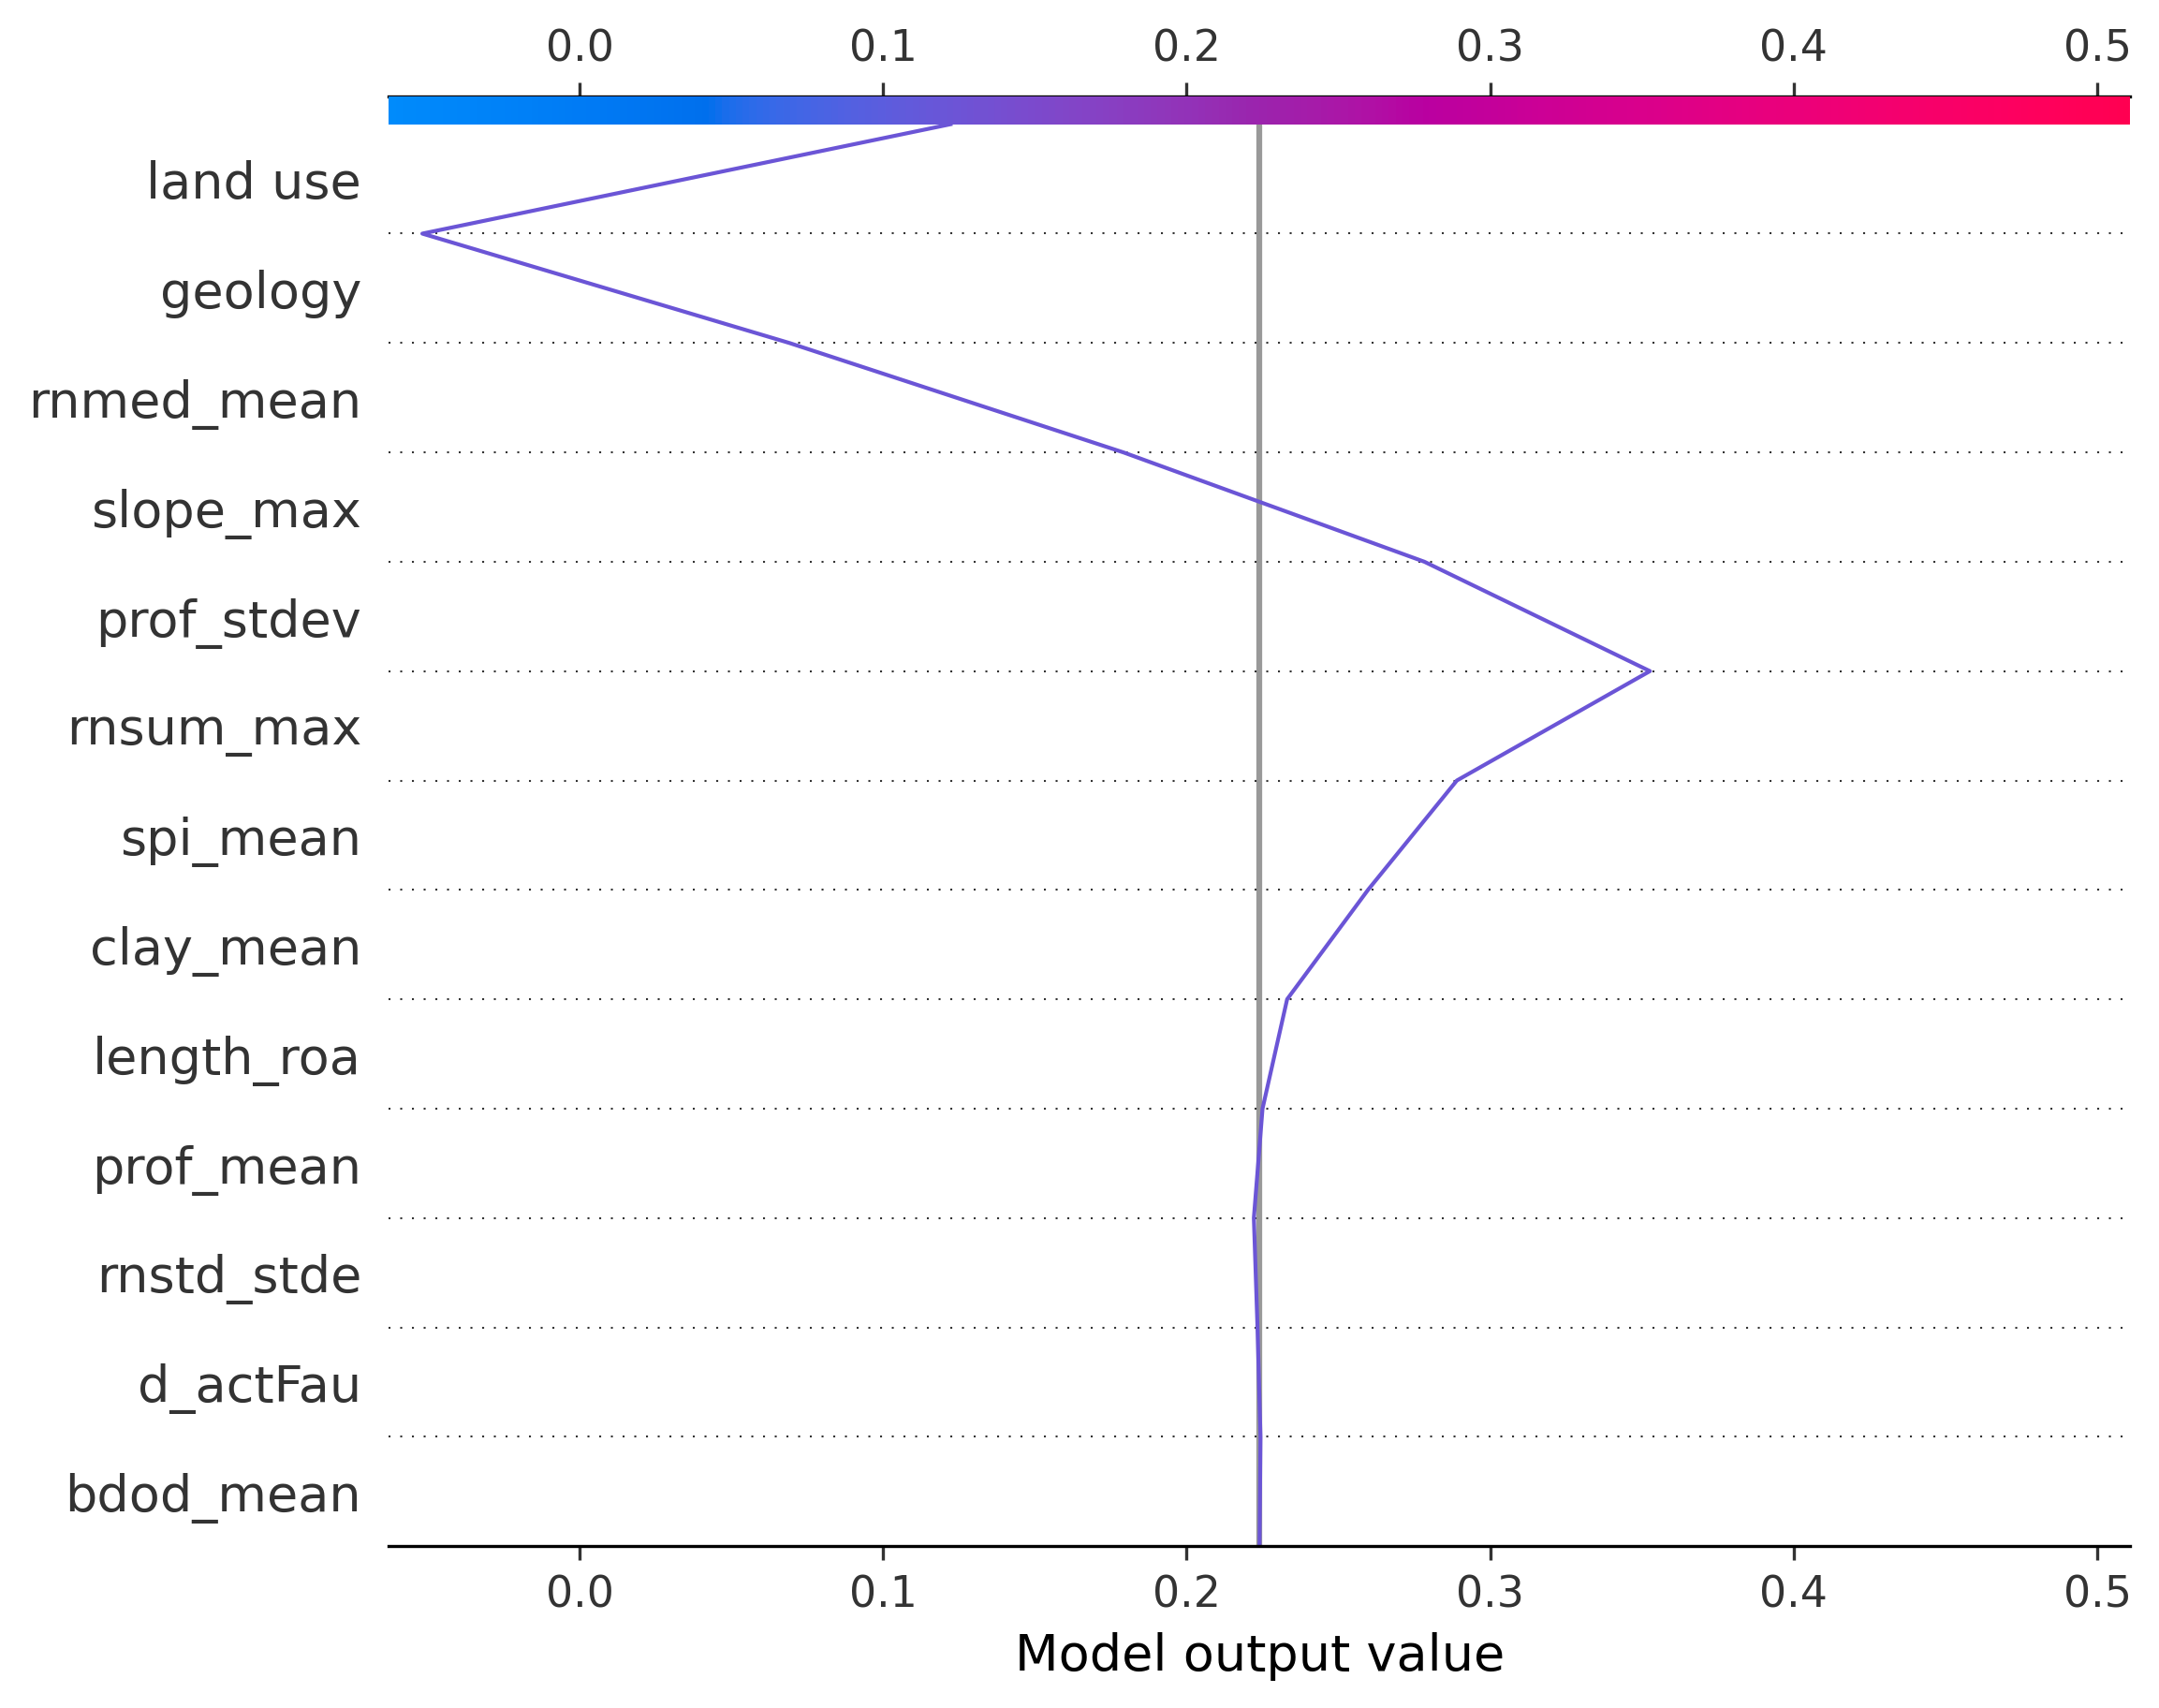 0.0 0.1 0.2 0.3 0.4 0.5
land use
geology
rnmed_mean
slope_max
prof_stdev
rnsum_max
spi_mean
clay_mean
length_roa
prof_mean
rnstd_stde
d_actFau
bdod_mean
0.0 0.1 0.2 0.3 0.4 0.5
Model output value